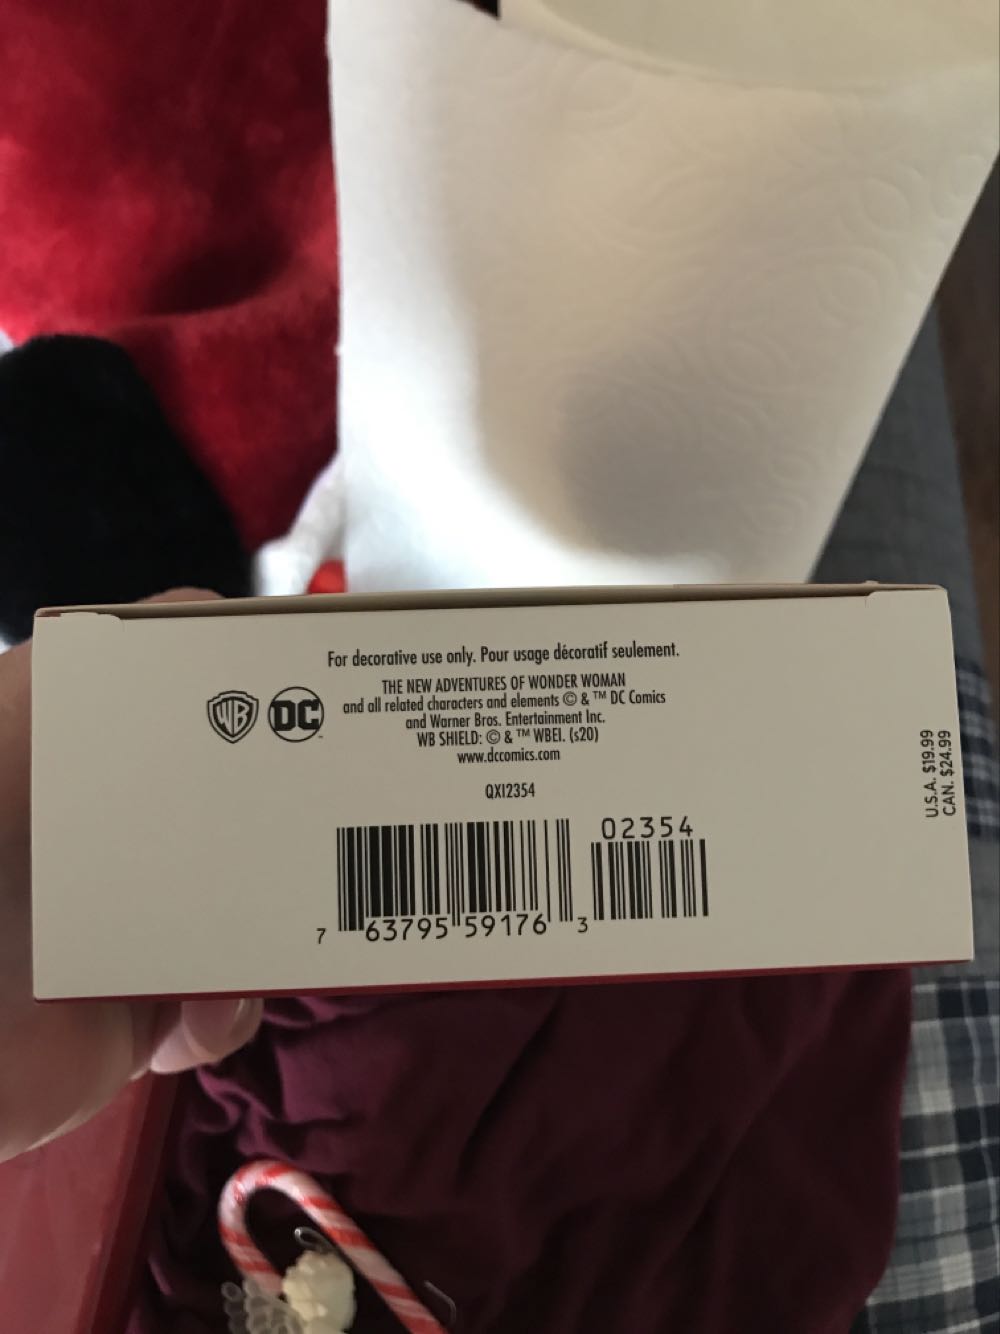 For decorative use only. Pour usage décoratif seulement.
THE NEW ADVENTURES OF WONDER WOMAN
and all related characters and elements © & ™ DC Comics
and Warner Bros. Entertainment Inc.
WB SHIELD: © & ™ WBEI. (s20)
www.dccomics.com
WB DC™
QXI2354
02354
7 63795 59176 3
U.S.A. $19.99
CAN. $24.99